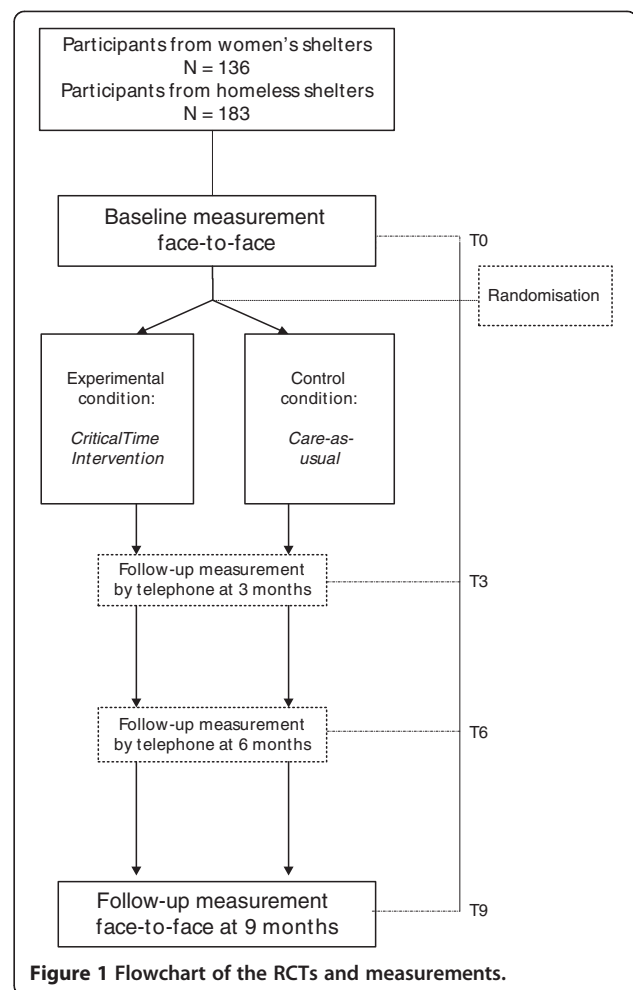 Participants from women's shelters
N = 136
Participants from homeless shelters
N = 183
Baseline measurement
face-to-face
T0
Randomisation
Experimental
condition:
CriticalTime
Intervention
Control
condition:
Care-as-
usual
Follow-up measurement
by telephone at 3 months
T3
Follow-up measurement
by telephone at 6 months
T6
Follow-up measurement
face-to-face at 9 months
T9
Figure 1 Flowchart of the RCTs and measurements.